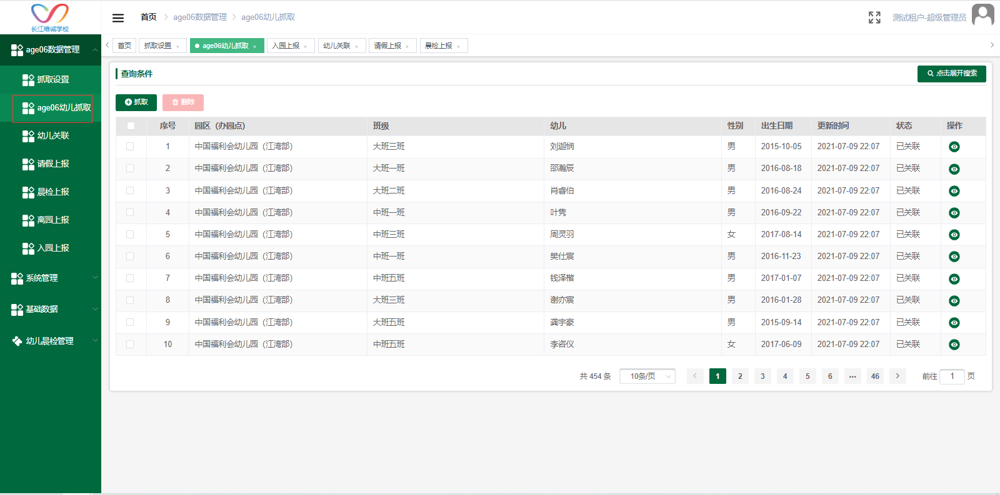 长江唯诚学校
首页 > age06数据管理 > age06幼儿抓取
测试租户-超级管理员
首页 抓取设置 × age06幼儿抓取 × 入园上报 × 幼儿关联 × 请假上报 × 晨检上报 ×
age06数据管理
抓取设置
age06幼儿抓取
幼儿关联
请假上报
晨检上报
离园上报
入园上报
系统管理
基础数据
幼儿晨检管理
查询条件
点击展开搜索
抓取 删除
序号 园区（办园点） 班级 幼儿 性别 出生日期 更新时间 状态 操作
1 中国福利会幼儿园（江湾部） 大班三班 刘迦悯 男 2015-10-05 2021-07-09 22:07 已关联
2 中国福利会幼儿园（江湾部） 大班一班 邵瀚辰 男 2016-08-18 2021-07-09 22:07 已关联
3 中国福利会幼儿园（江湾部） 大班二班 肖睿伯 男 2016-08-24 2021-07-09 22:07 已关联
4 中国福利会幼儿园（江湾部） 中班一班 叶隽 男 2016-09-22 2021-07-09 22:07 已关联
5 中国福利会幼儿园（江湾部） 中班三班 周灵羽 女 2017-08-14 2021-07-09 22:07 已关联
6 中国福利会幼儿园（江湾部） 中班一班 樊仕宸 男 2016-11-23 2021-07-09 22:07 已关联
7 中国福利会幼儿园（江湾部） 中班五班 钱泽楷 男 2017-01-07 2021-07-09 22:07 已关联
8 中国福利会幼儿园（江湾部） 大班三班 谢亦宸 男 2016-01-28 2021-07-09 22:07 已关联
9 中国福利会幼儿园（江湾部） 大班五班 龚宇豪 男 2015-09-14 2021-07-09 22:07 已关联
10 中国福利会幼儿园（江湾部） 中班五班 李咨仪 女 2017-06-09 2021-07-09 22:07 已关联
共 454 条 10条/页 < 1 2 3 4 5 6 ••• 46 > 前往 1 页